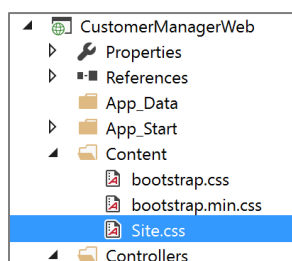 CustomerManagerWeb
Properties
References
App_Data
App_Start
Content
bootstrap.css
bootstrap.min.css
Site.css
Controllers